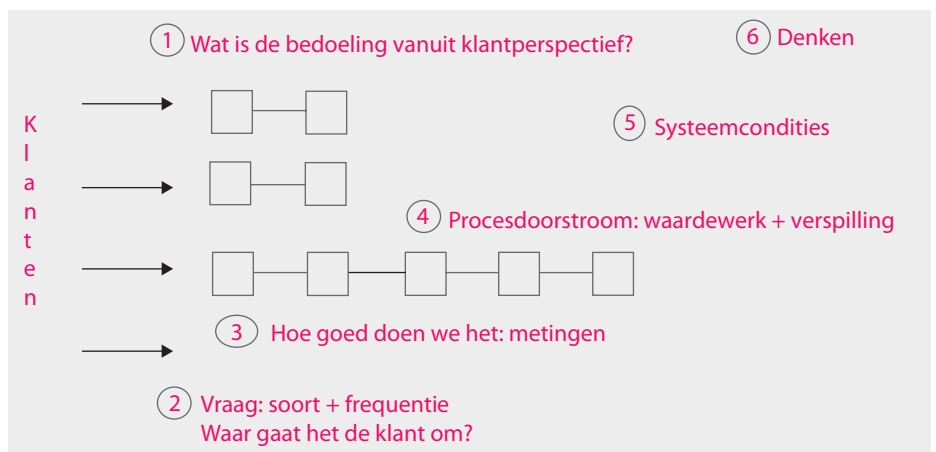 1 Wat is de bedoeling vanuit klantperspectief?
6 Denken
Klanten
5 Systeemcondities
4 Procesdoorstroom: waardewerk + verspilling
3 Hoe goed doen we het: metingen
2 Vraag: soort + frequentie
Waar gaat het de klant om?